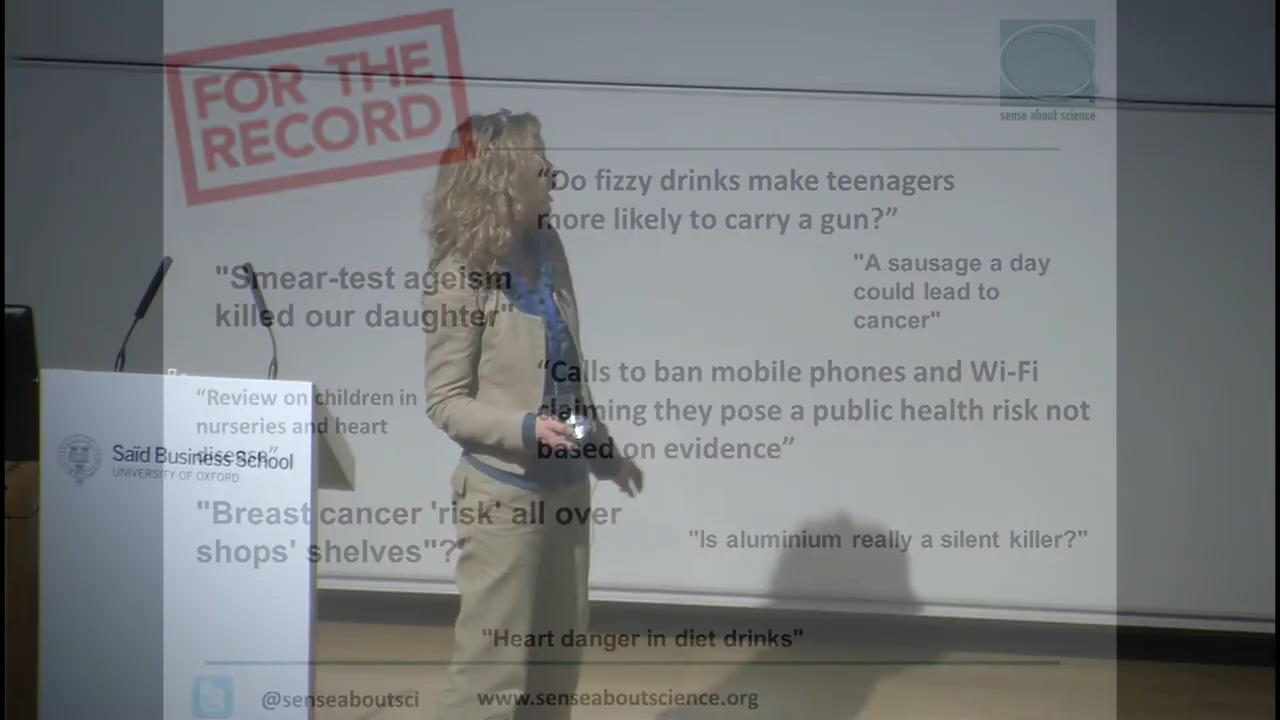 FOR THE
RECORD
sense about science
“Do fizzy drinks make teenagers
more likely to carry a gun?”
"A sausage a day
could lead to
cancer"
"Smear-test ageism
killed our daughter"
“Calls to ban mobile phones and Wi-Fi
claiming they pose a public health risk not
based on evidence”
“Review on children in
nurseries and heart
disease”
Saïd Business School
UNIVERSITY OF OXFORD
"Breast cancer 'risk' all over
shops' shelves"?
"Is aluminium really a silent killer?"
"Heart danger in diet drinks"
@senseaboutsci
www.senseaboutscience.org